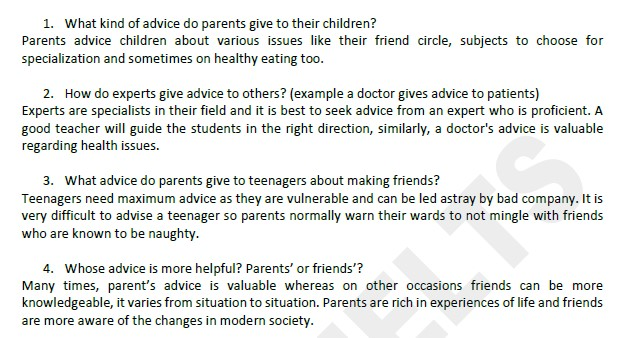 1. What kind of advice do parents give to their children?
Parents advice children about various issues like their friend circle, subjects to choose for
specialization and sometimes on healthy eating too.
2. How do experts give advice to others? (example a doctor gives advice to patients)
Experts are specialists in their field and it is best to seek advice from an expert who is proficient. A
good teacher will guide the students in the right direction, similarly, a doctor's advice is valuable
regarding health issues.
3. What advice do parents give to teenagers about making friends?
Teenagers need maximum advice as they are vulnerable and can be led astray by bad company. It is
very difficult to advise a teenager so parents normally warn their wards to not mingle with friends
who are known to be naughty.
4. Whose advice is more helpful? Parents' or friends'?
Many times, parent's advice is valuable whereas on other occasions friends can be more
knowledgeable, it varies from situation to situation. Parents are rich in experiences of life and friends
are more aware of the changes in modern society.
IELTS